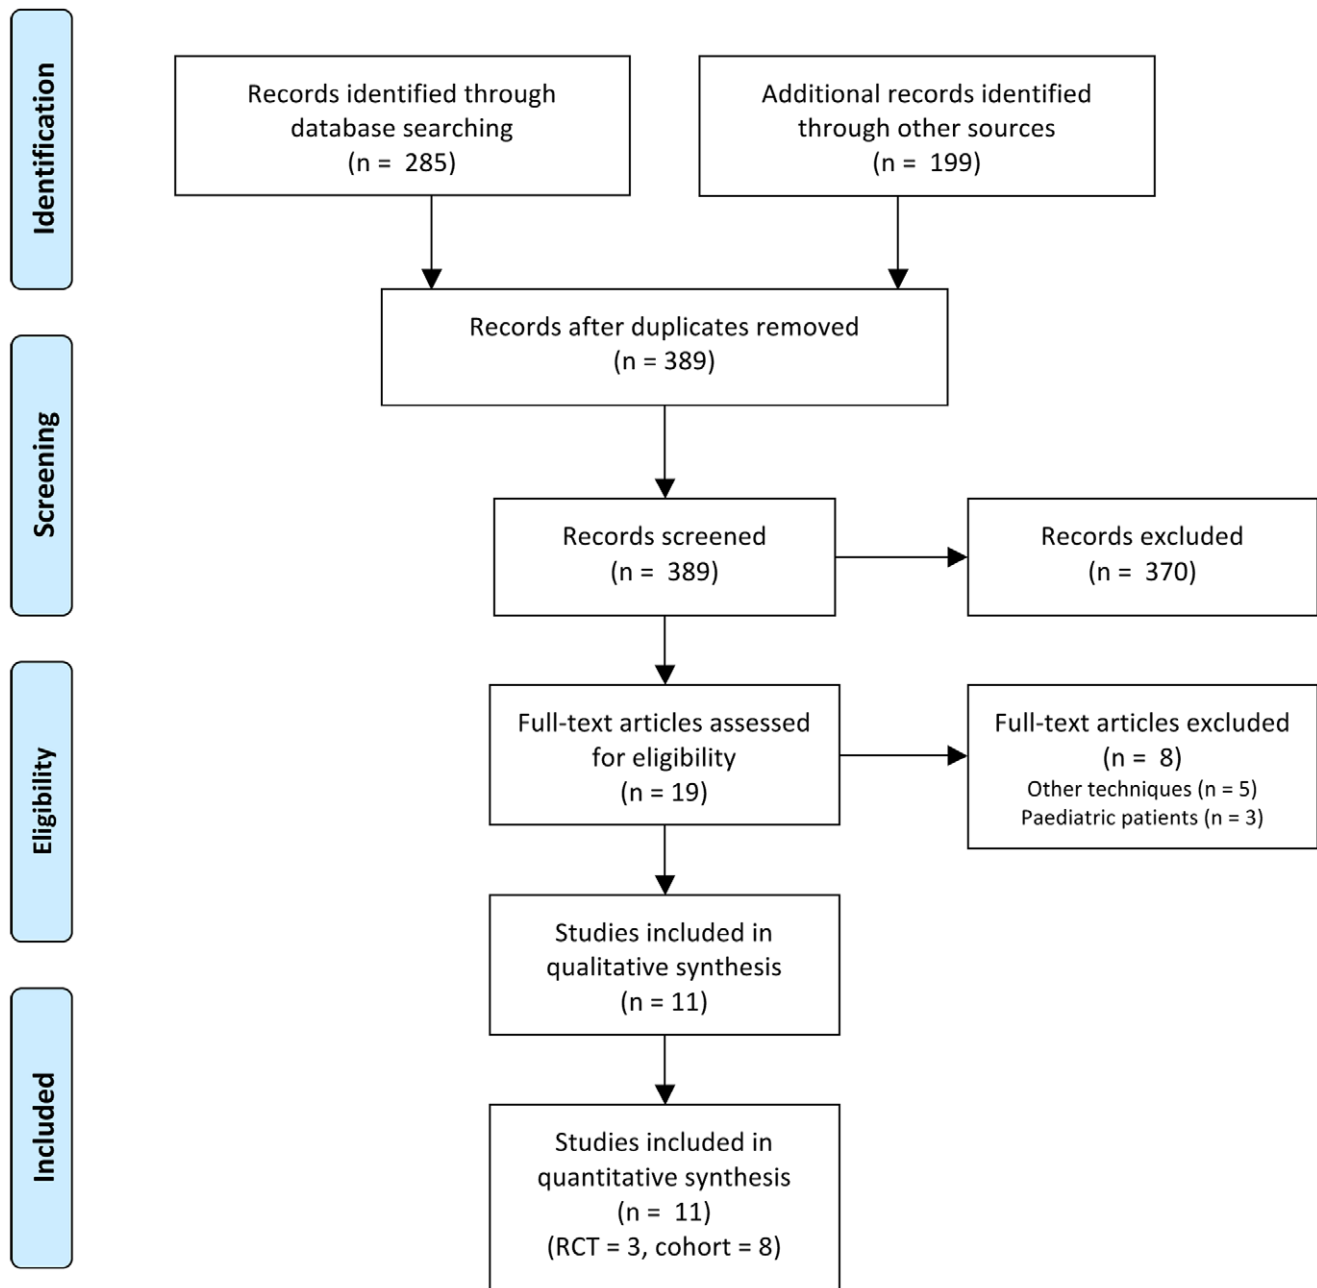 Identification
Records identified through
database searching
(n = 285)
Additional records identified
through other sources
(n = 199)
Records after duplicates removed
(n = 389)
Screening
Records screened
(n = 389)
Records excluded
(n = 370)
Eligibility
Full-text articles assessed
for eligibility
(n = 19)
Full-text articles excluded
(n = 8)
Other techniques (n = 5)
Paediatric patients (n = 3)
Studies included in
qualitative synthesis
(n = 11)
Included
Studies included in
quantitative synthesis
(n = 11)
(RCT = 3, cohort = 8)